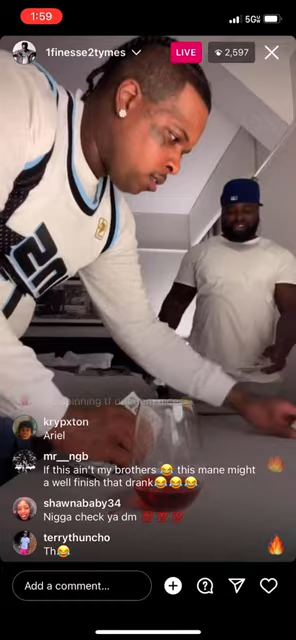 1:59
5G
1finesse2tymes
LIVE
2,597
krypxton
Ariel
mr__ngb
If this ain't my brothers 😂 this mane might
a well finish that drank😂😂😂
shawnababy34
Nigga check ya dm 💯💯💯
terrythuncho
Th😂
Add a comment…